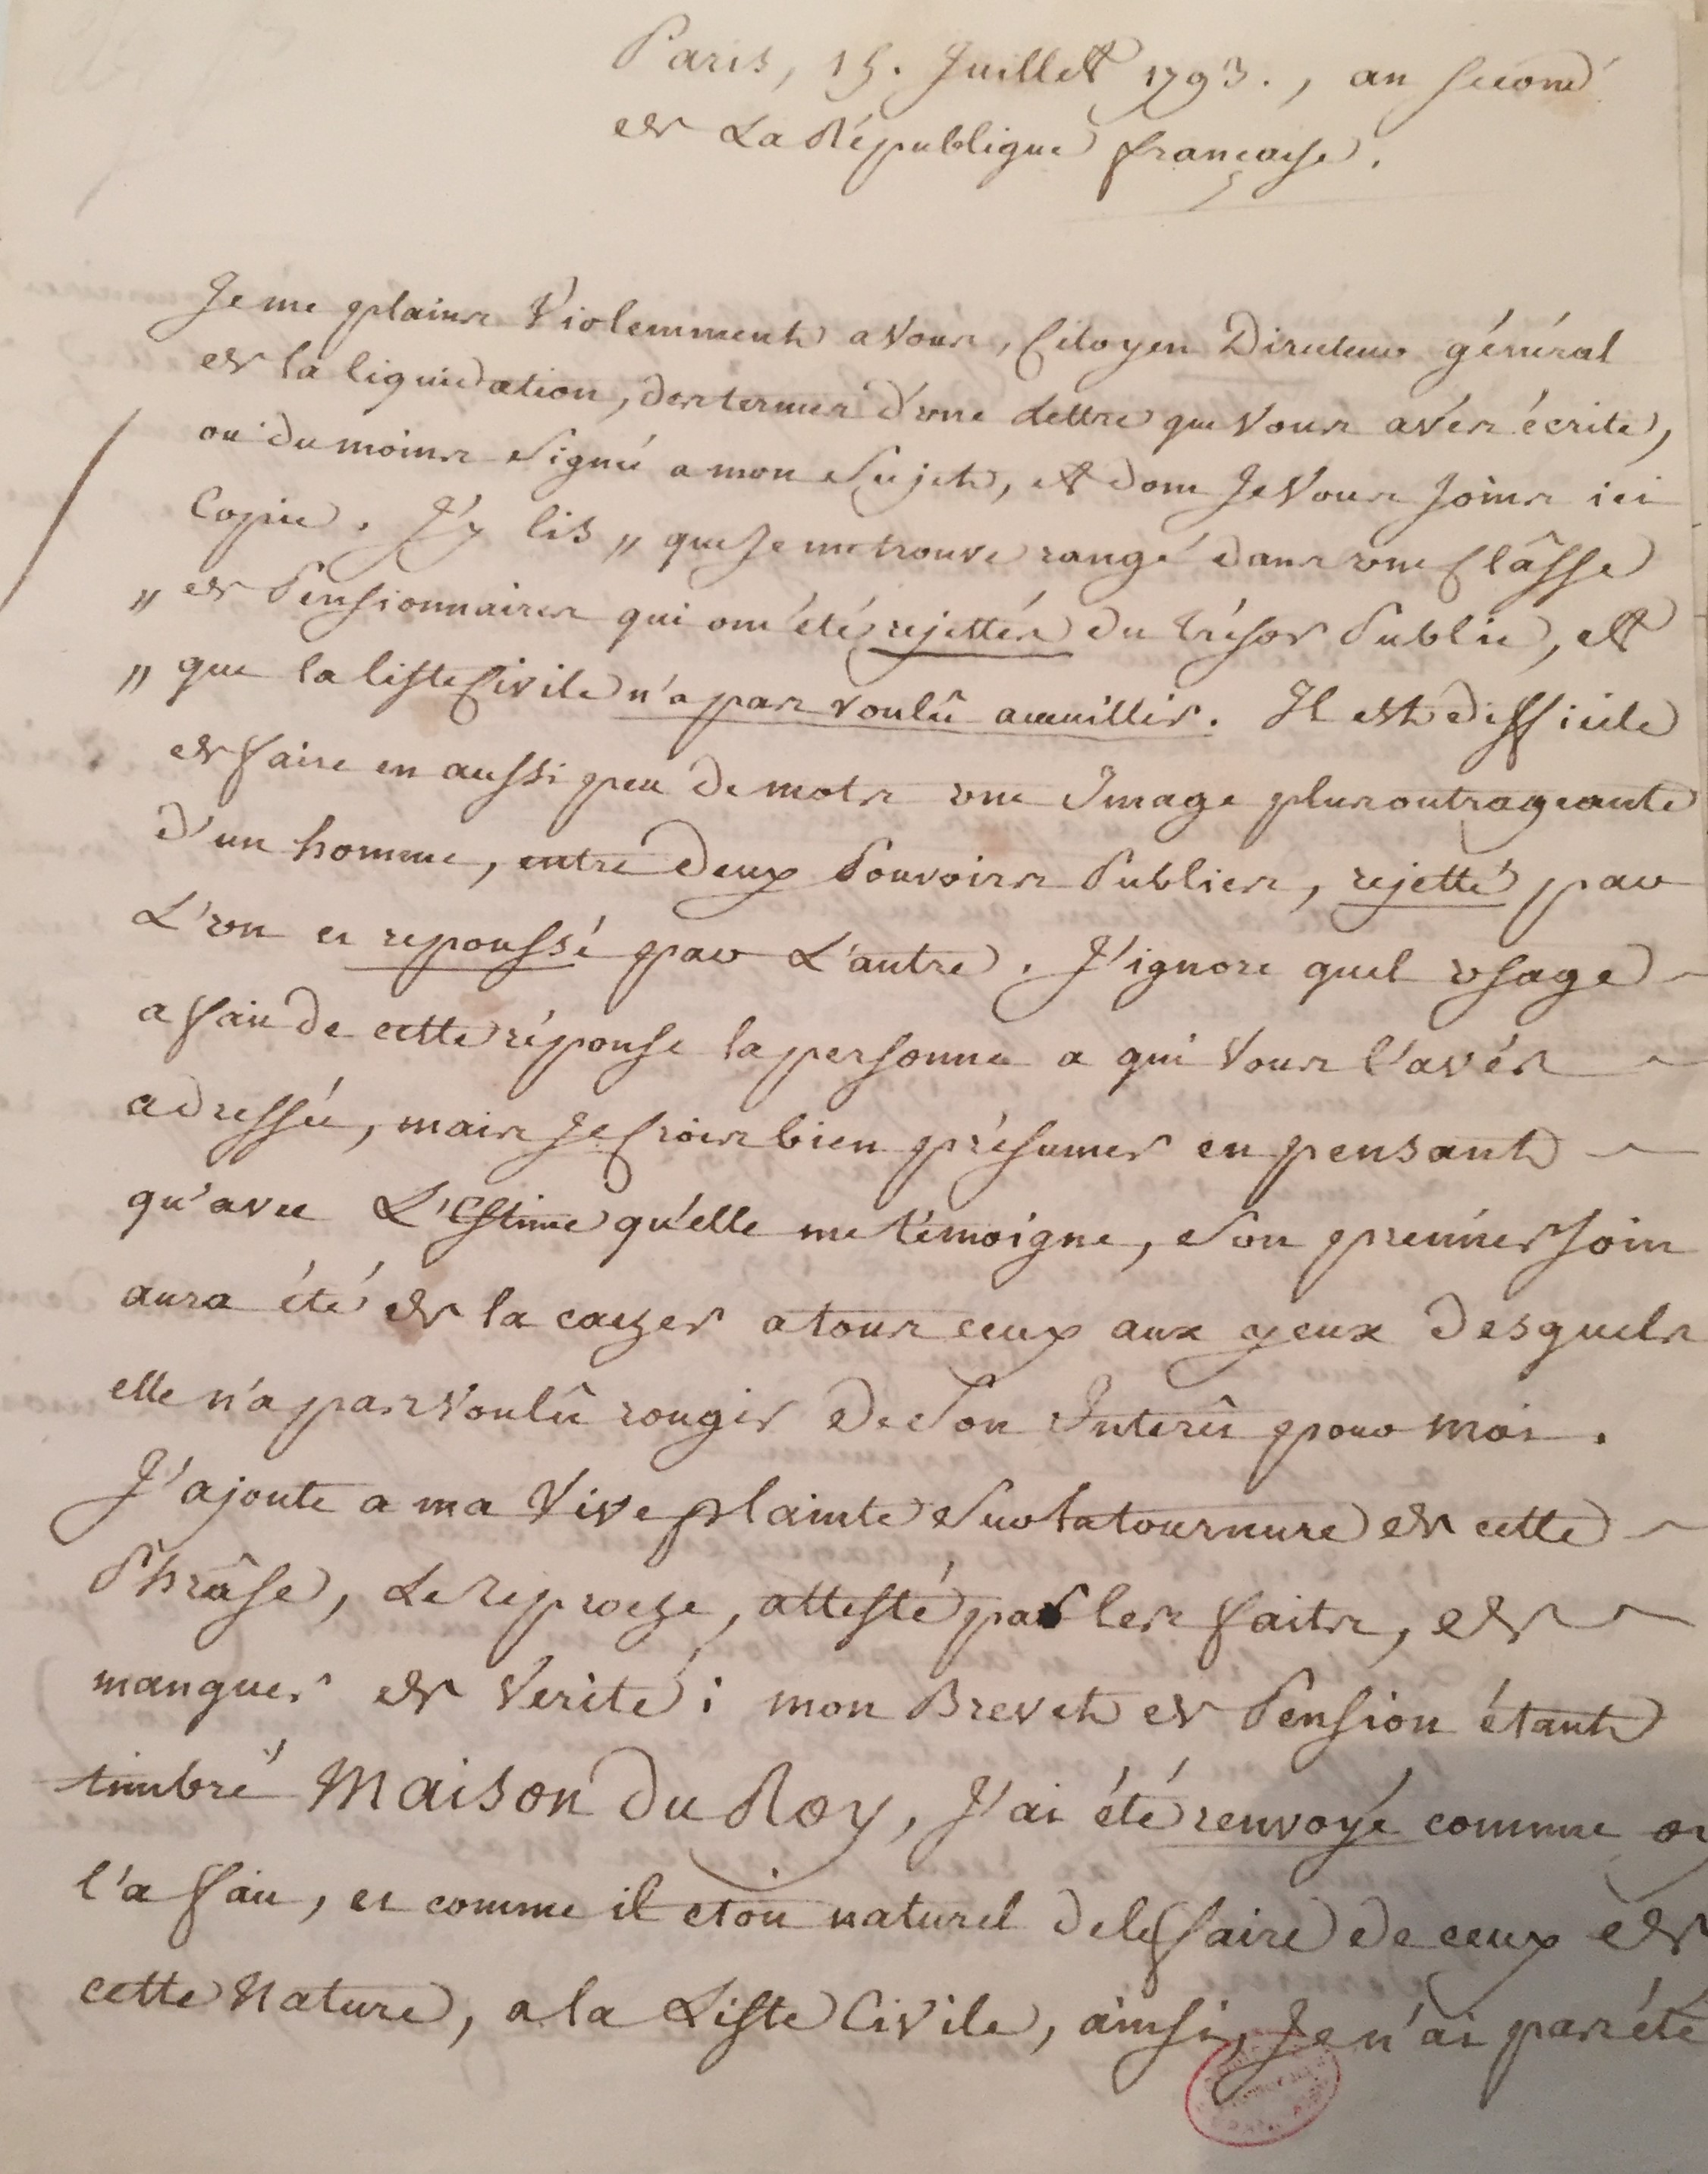 Paris, 15. Juillet 1793., an second
de La République française.
Je me plains Violemment a Vous, Citoyen Directeur général
de la liquidation, des termes d'une Lettre que Vous avés écrite,
ou du moins signé a mon sujet, et dont Je Vous Joins ici
Copie. J'y lis „ que Je me trouve rangé dans une Clâsse
„ de Pensionnaires qui ont été rejettés du trésor Public, et
„ que la liste Civile n'a pas voulû accuillir. Il est difficile
de faire en aussi peu de mots une Image plus outrageante
d'un homme, entre deux Pouvoirs Publics, rejetté par
L'un et repoussé par L'autre. J'ignore quel usage
a fait de cette réponse la personne a qui Vous l'avés
adressée, mais Je Crois bien présumer en pensant
qu'avec L'Estime qu'elle me témoigne, son premier soin
aura été de la cacher a tous ceux aux yeux desquels
elle n'a pas Voulû rougir de son Interêt pour moi.
J'ajoute a ma Vive plainte sur la tournure de cette
Phrâse, Le reproche, attesté par les faits, de
manquer de Verité; mon Brevet de Pension étant
timbré Maison du Roy, J'ai été renvoyé comme on
l'a fait, et comme il etoit naturel de le faire de ceux de
cette Nature, a la Liste Civile, ainsi, Je n'ai pas été